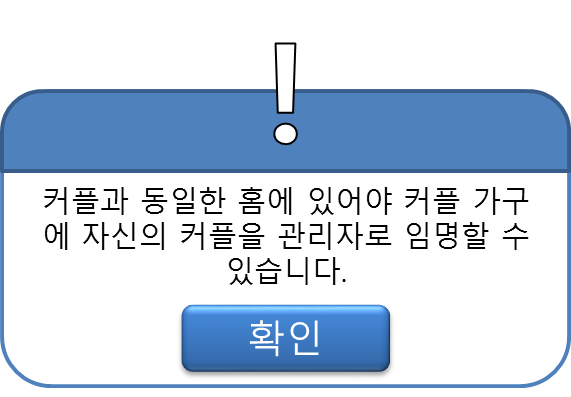 !
커플과 동일한 홈에 있어야 커플 가구
에 자신의 커플을 관리자로 임명할 수
있습니다.
확인